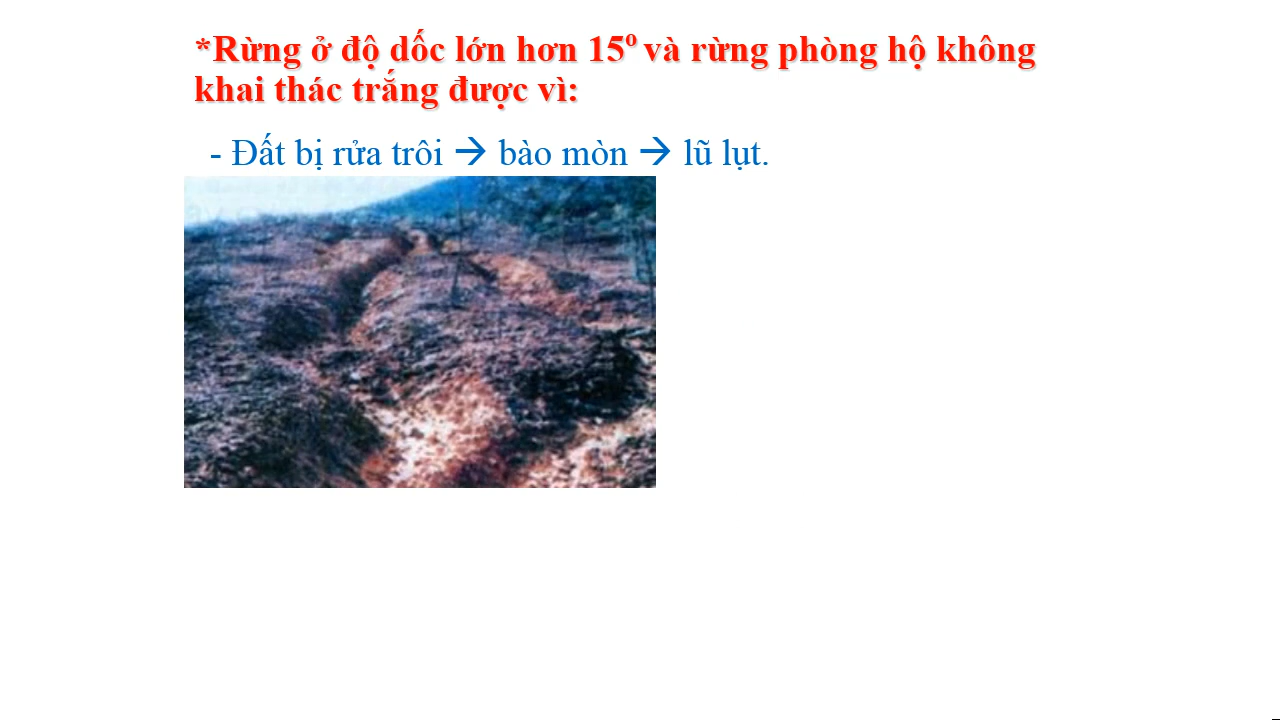 *Rừng ở độ dốc lớn hơn 15º và rừng phòng hộ không
khai thác trắng được vì:
- Đất bị rửa trôi → bào mòn → lũ lụt.